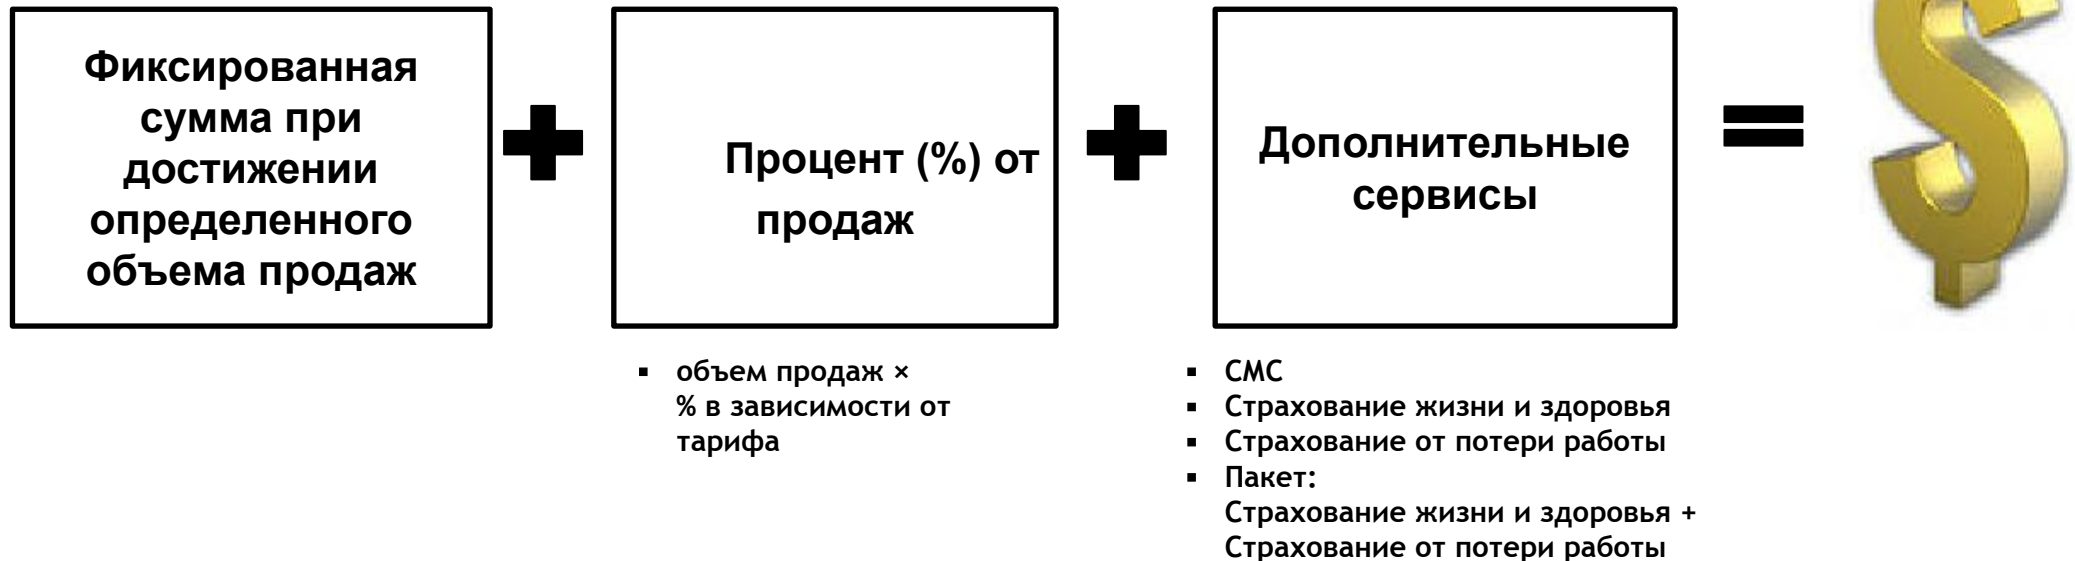 Фиксированная
сумма при
достижении
определенного
объема продаж
+
Процент (%) от
продаж
+
Дополнительные
сервисы
=
$
▪ объем продаж ×
% в зависимости от
тарифа
▪ СМС
▪ Страхование жизни и здоровья
▪ Страхование от потери работы
▪ Пакет:
Страхование жизни и здоровья +
Страхование от потери работы